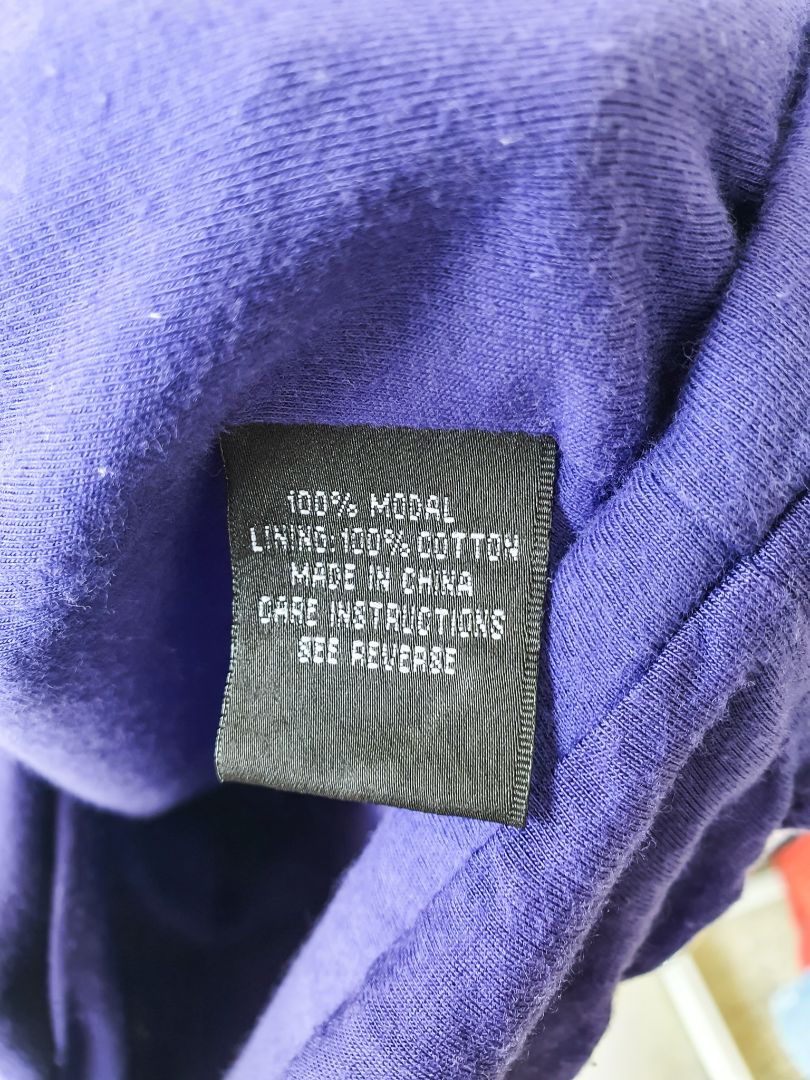 100% MODAL
LINING:100% COTTON
MADE IN CHINA
CARE INSTRUCTIONS
SEE REVERSE